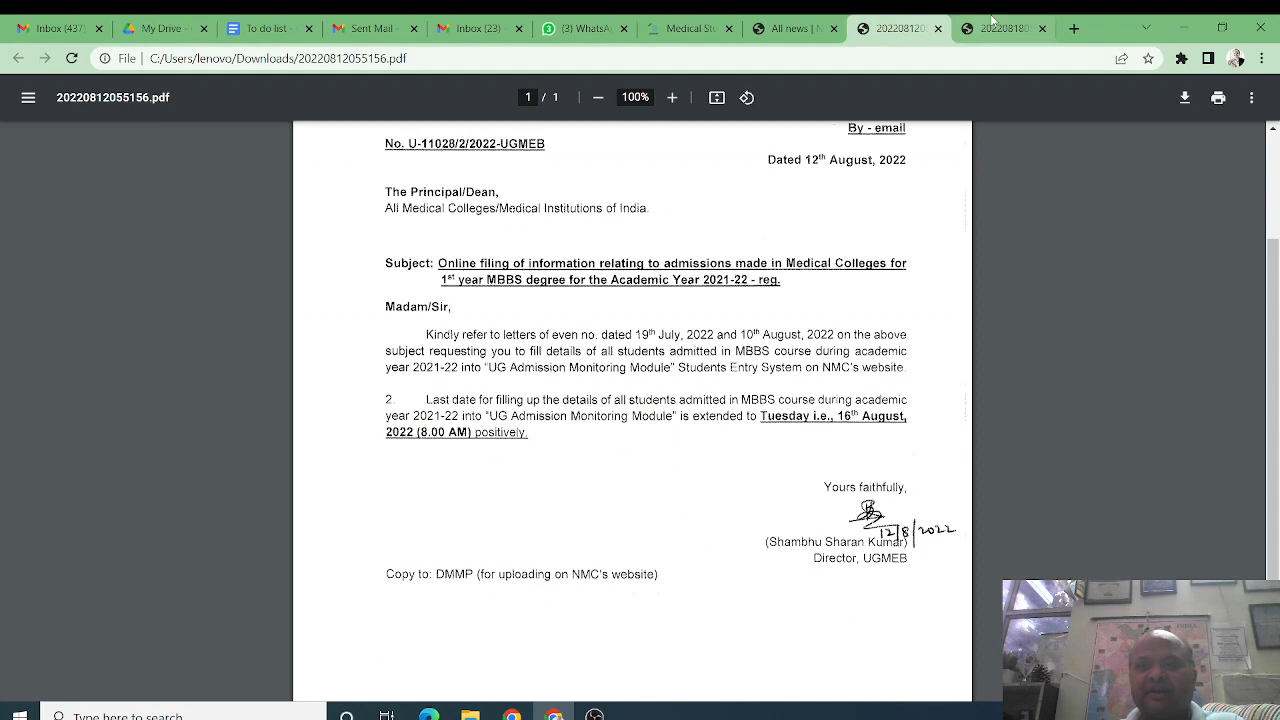 Inbox (437)
My Drive -
To do list -
Sent Mail -
Inbox (23)
(3) WhatsA
Medical Stu
All news | N
2022081205
2022081805
File | C:/Users/lenovo/Downloads/20220812055156.pdf
20220812055156.pdf
1 / 1
100%
By - email
No. U-11028/2/2022-UGMEB
Dated 12th August, 2022
The Principal/Dean,
All Medical Colleges/Medical Institutions of India.
Subject: Online filing of information relating to admissions made in Medical Colleges for
1st year MBBS degree for the Academic Year 2021-22 - reg.
Madam/Sir,
Kindly refer to letters of even no. dated 19th July, 2022 and 10th August, 2022 on the above
subject requesting you to fill details of all students admitted in MBBS course during academic
year 2021-22 into "UG Admission Monitoring Module" Students Entry System on NMC's website.
2. Last date for filling up the details of all students admitted in MBBS course during academic
year 2021-22 into "UG Admission Monitoring Module" is extended to Tuesday i.e., 16th August,
2022 (8.00 AM) positively.
Yours faithfully,
12/8/2022
(Shambhu Sharan Kumar)
Director, UGMEB
Copy to: DMMP (for uploading on NMC's website)
INDIA
Type here to search